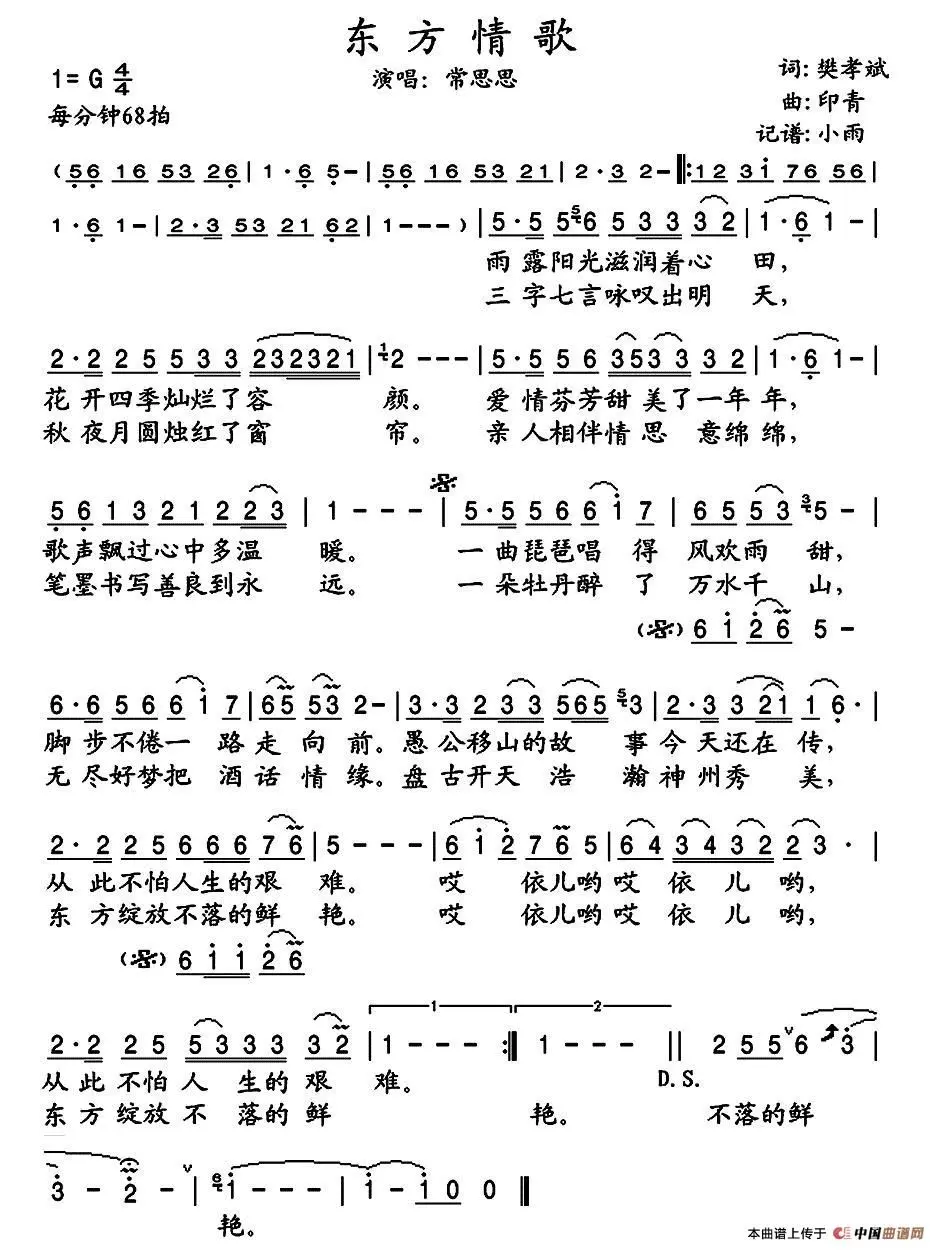 东方情歌
1=G 4/4
演唱：常思思
词：樊孝斌
每分钟68拍
曲：印青
记谱：小雨
（56 16 53 26 | 1·6 5- | 56 16 53 21 | 2·3 2- |: 12 3i 76 56 |
1·6 1- | 2·3 53 21 62 | 1--- ） | 5·5 5 5 6 5 3 3 3 2 | 1·6 1 - |
雨露阳光滋润着心田，
三字七言咏叹出明天，
2·2 2 5 5 3 3 2 3 2 3 2 1 | 1 2 --- | 5·5 5 6 3 5 3 3 3 2 | 1·6 1 - |
花开四季灿烂了容颜。爱情芬芳甜美了一年年，
秋夜月圆烛红了窗帘。亲人相伴情思意绵绵，
5 6 1 3 2 1 2 2 3 | 1 - - - | 5·5 5 6 6 i 7 | 6 5 5 3 3 5 - |
歌声飘过心中多温暖。一曲琵琶唱得风欢雨甜，
笔墨书写善良到永远。一朵牡丹醉了万水千山，
（𝄋）6 i 2 6 5 -
6·6 5 6 6 i 7 | 6 5 5 3 2 - | 3·3 2 3 3 5 6 5 5 3 | 2·3 3 2 1 1 6· |
脚步不倦一路走向前。愚公移山的故事今天还在传，
无尽好梦把酒话情缘。盘古开天浩瀚神州秀美，
2·2 2 5 6 6 6 7 6 | 5 - - - | 6 i 2 7 6 5 | 6 4 3 4 3 2 2 3· |
从此不怕人生的艰难。哎依儿哟哎依儿哟，
东方绽放不落的鲜艳。哎依儿哟哎依儿哟，
（𝄋）6 i i 2 6
1 2
2·2 2 5 5 3 3 3 3 2 | 1 - - - :| 1 - - - || 2 5 5 ∨ 6 3 |
从此不怕人生的艰难。 D.S.
东方绽放不落的鲜艳。不落的鲜
3 - 2 - ∨ | 6 i - - - | i - i 0 0 |
艳。
本曲谱上传于 中国曲谱网